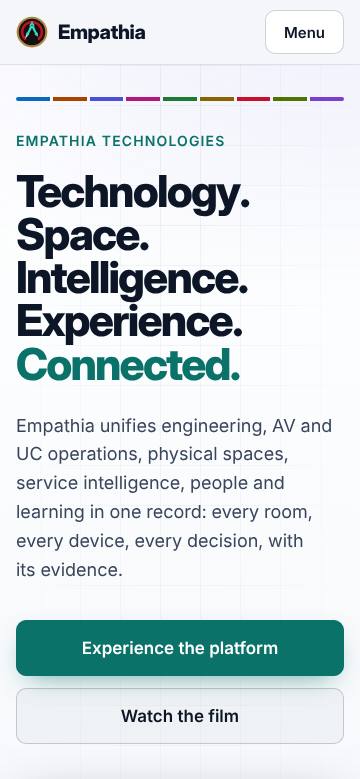 Empathia
Menu
EMPATHIA TECHNOLOGIES
Technology.
Space.
Intelligence.
Experience.
Connected.
Empathia unifies engineering, AV and
UC operations, physical spaces,
service intelligence, people and
learning in one record: every room,
every device, every decision, with
its evidence.
Experience the platform
Watch the film